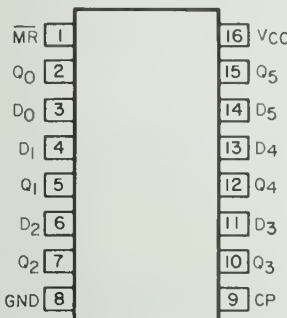 MR 1 16 VCC
Q0 2 15 Q5
D0 3 14 D5
D1 4 13 D4
Q1 5 12 Q4
D2 6 11 D3
Q2 7 10 Q3
GND 8 9 CP